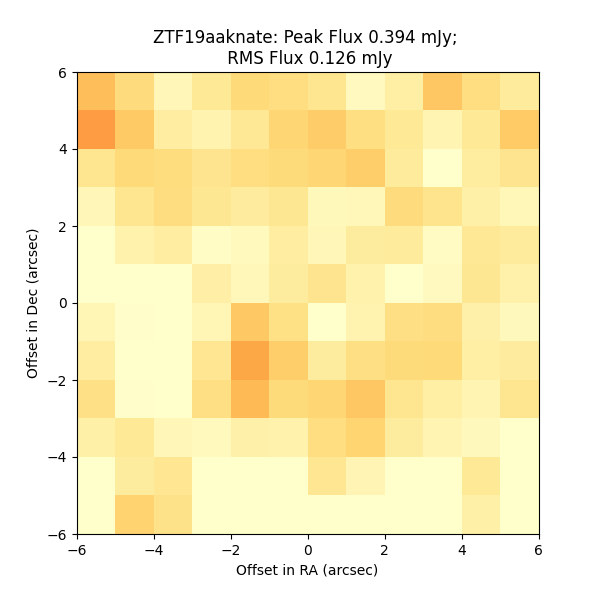 ZTF19aaknate: Peak Flux 0.394 mJy;
RMS Flux 0.126 mJy
6
4
2
0
−2
−4
−6
Offset in Dec (arcsec)
−6 −4 −2 0 2 4 6
Offset in RA (arcsec)